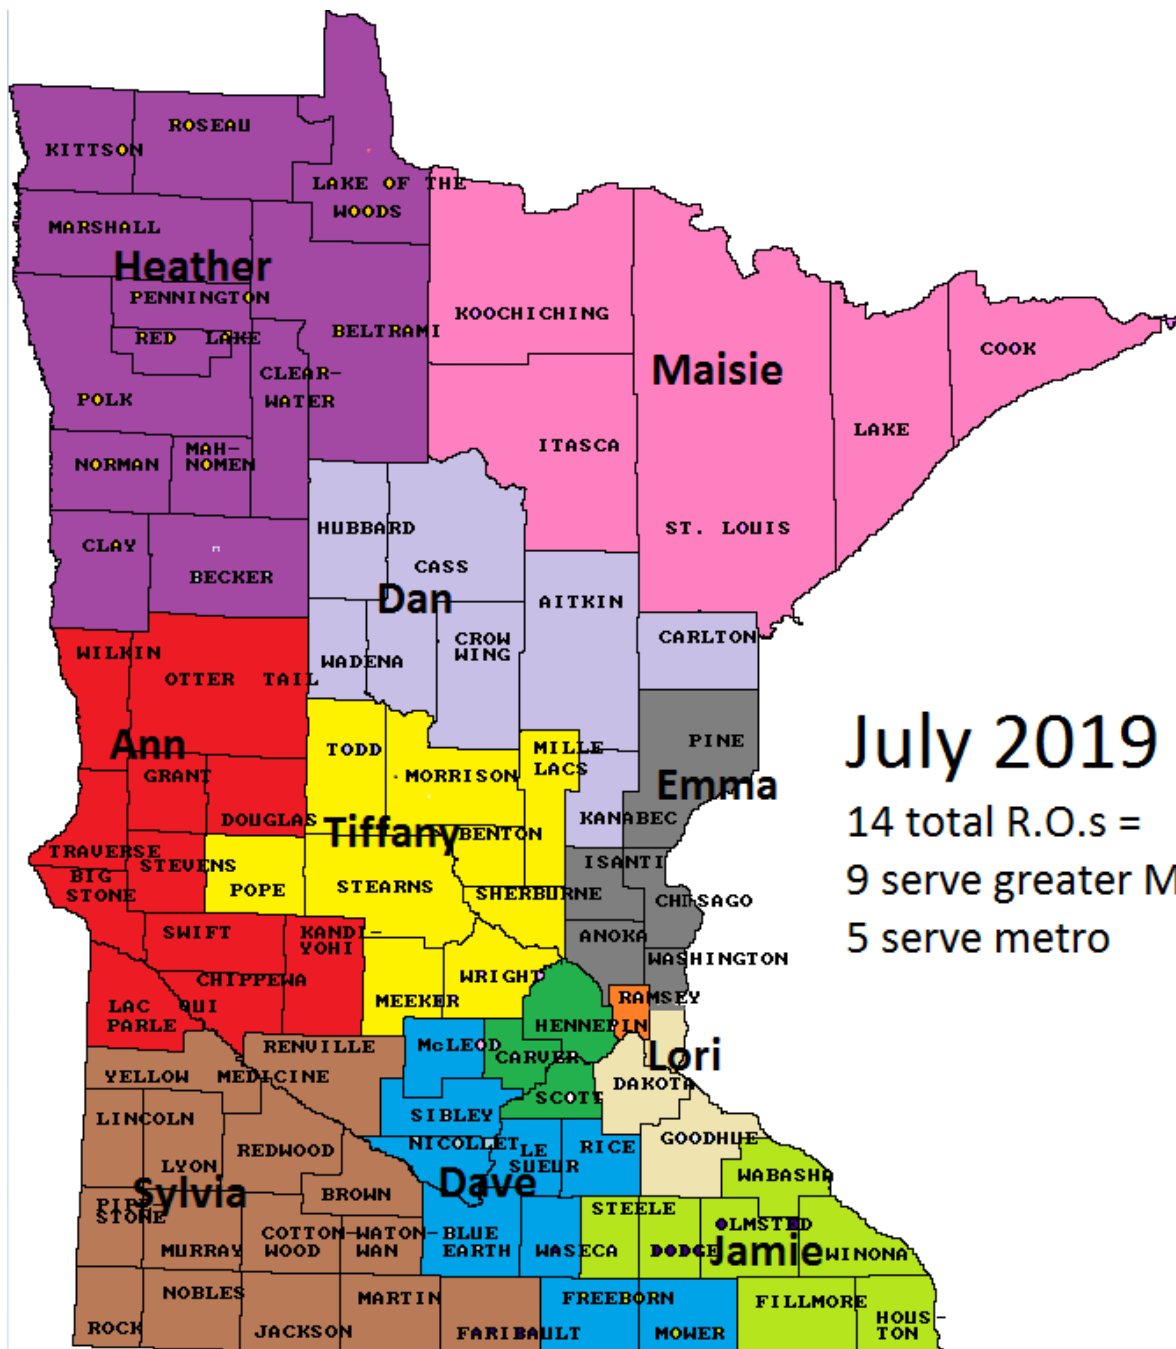 ROSEAU
KITTSON
LAKE OF THE
WOODS
MARSHALL
Heather
PENNINGTON
KOOCHICHING
RED LAKE
BELTRAMI
COOK
CLEAR-
WATER
Maisie
POLK
LAKE
ITASCA
MAH-
NOMEN
NORMAN
HUBBARD
ST. LOUIS
CLAY
CASS
BECKER
Dan
AITKIN
CROW
WING
CARLTON
WILKIN
WADENA
OTTER TAIL
Ann
TODD
MILLE
LACS
PINE
July 2019
GRANT
MORRISON
Emma
DOUGLAS
Tiffany
BENTON
KANABEC
14 total R.O.s =
TRAVERSE
STEVENS
ISANTI
BIG
STONE
POPE
STEARNS
SHERBURNE
CHISAGO
9 serve greater M
SWIFT
KANDI-
YOHI
ANOKA
5 serve metro
WASHINGTON
CHIPPEWA
WRIGHT
LAC QUI
PARLE
MEEKER
RAMSEY
HENNEPIN
RENVILLE
McLEOD
CARVER
Lori
YELLOW MEDICINE
DAKOTA
SCOTT
LINCOLN
SIBLEY
REDWOOD
NICOLLET
LE
SUEUR
RICE
GOODHUE
LYON
Sylvia
BROWN
Dave
WABASHA
PIPE-
STONE
STEELE
OLMSTED
MURRAY
COTTON-
WOOD
WATON-
WAN
BLUE
EARTH
WASECA
DODGE
Jamie
WINONA
NOBLES
MARTIN
FREEBORN
FILLMORE
ROCK
JACKSON
FARIBAULT
MOWER
HOUS-
TON